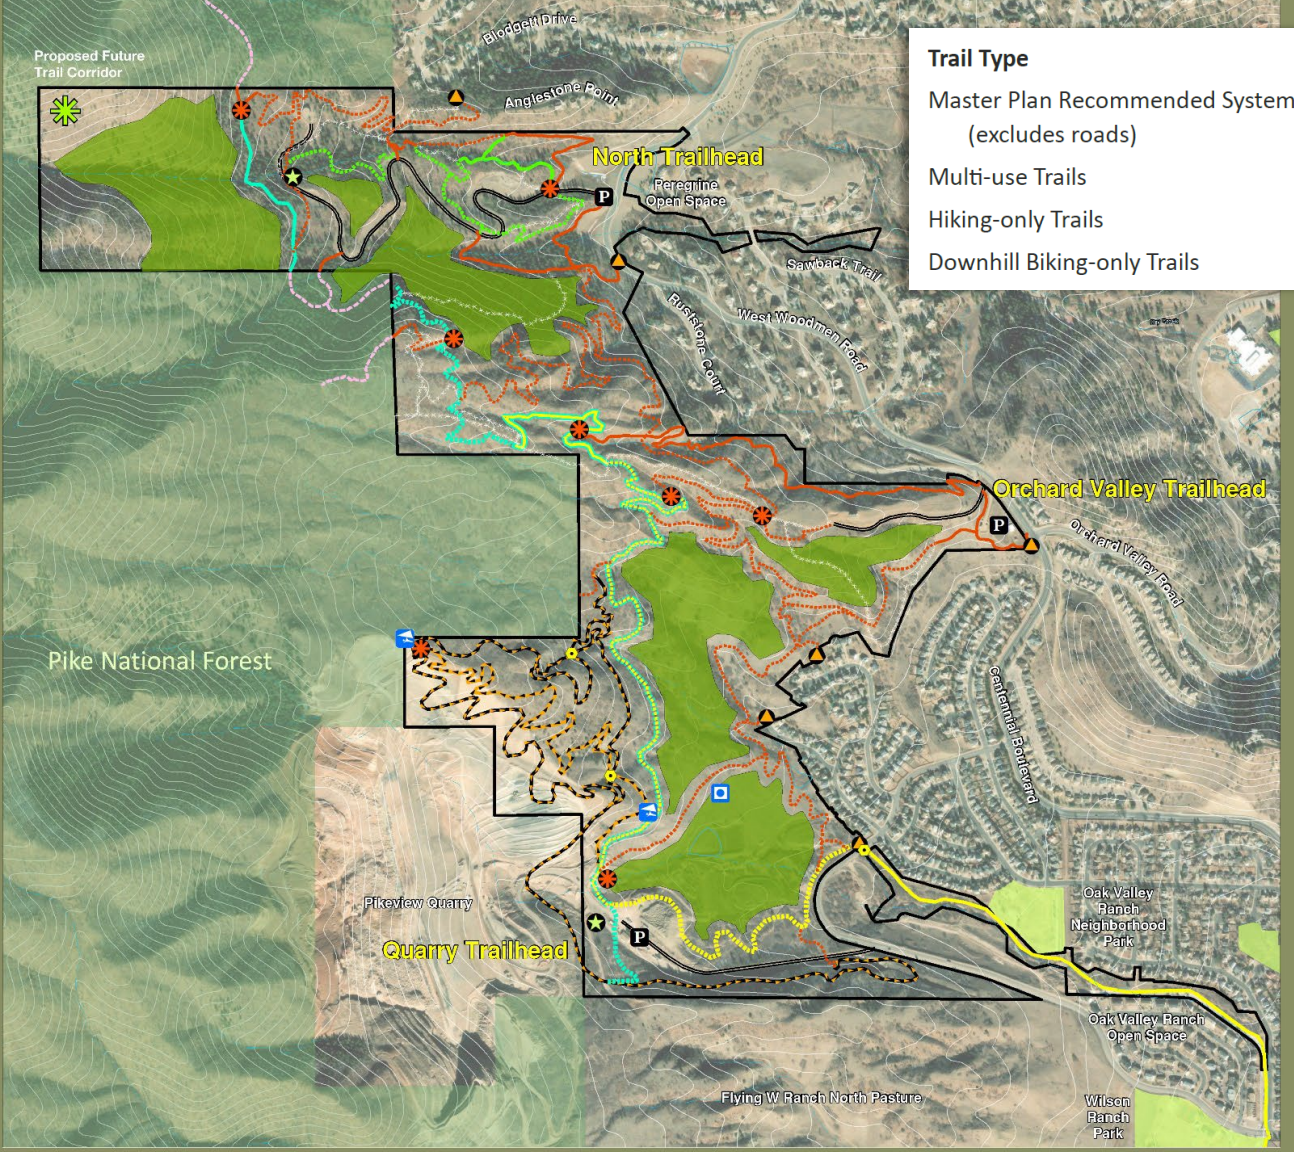 Blodgett Drive
Proposed Future
Trail Corridor
Anglestone Point
Trail Type
Master Plan Recommended System
(excludes roads)
Multi-use Trails
Hiking-only Trails
Downhill Biking-only Trails
North Trailhead
P
Peregrine
Open Space
Sawback Trail
Ruststone Court
West Woodmen Road
Orchard Valley Trailhead
P
Orchard Valley Road
Pike National Forest
Centennial Boulevard
Pikeview Quarry
Oak Valley
Ranch
Neighborhood
Park
Quarry Trailhead
P
Oak Valley Ranch
Open Space
Flying W Ranch North Pasture
Wilson
Ranch
Park